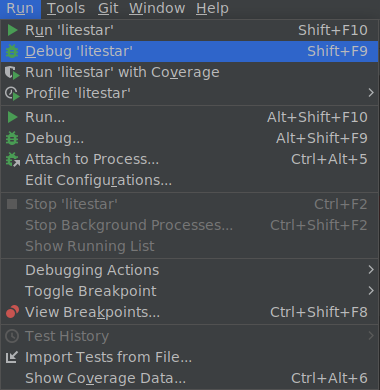 Run Tools Git Window Help
Run 'litestar' Shift+F10
Debug 'litestar' Shift+F9
Run 'litestar' with Coverage
Profile 'litestar'
Run... Alt+Shift+F10
Debug... Alt+Shift+F9
Attach to Process... Ctrl+Alt+5
Edit Configurations...
Stop 'litestar' Ctrl+F2
Stop Background Processes... Ctrl+Shift+F2
Show Running List
Debugging Actions
Toggle Breakpoint
View Breakpoints... Ctrl+Shift+F8
Test History
Import Tests from File...
Show Coverage Data... Ctrl+Alt+6